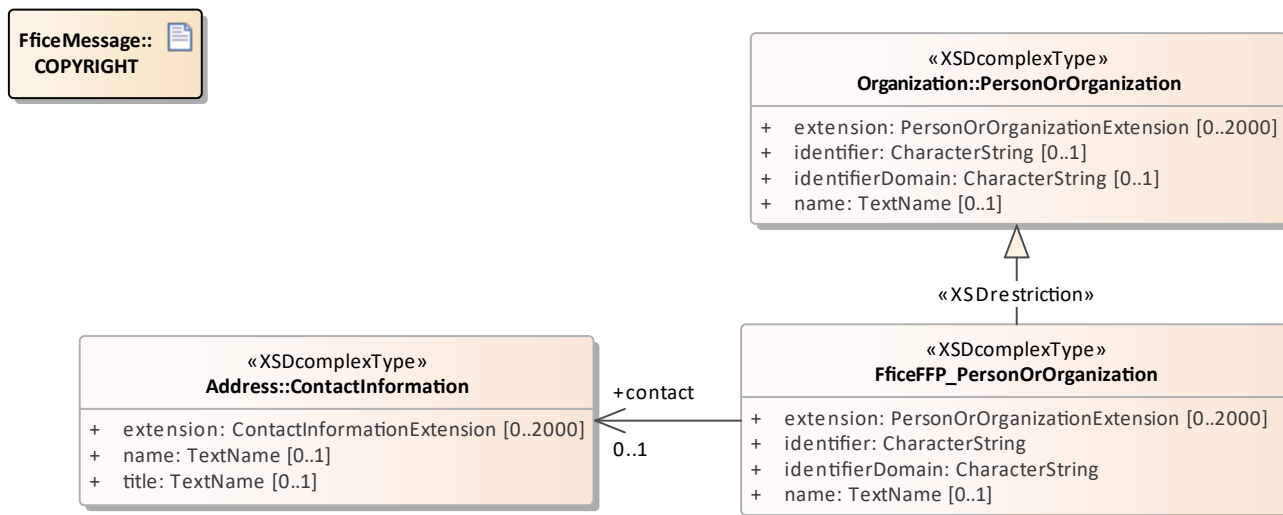 FficeMessage::
COPYRIGHT
«XSDcomplexType»
Organization::PersonOrOrganization
+ extension: PersonOrOrganizationExtension [0..2000]
+ identifier: CharacterString [0..1]
+ identifierDomain: CharacterString [0..1]
+ name: TextName [0..1]
«XSDrestriction»
«XSDcomplexType»
Address::ContactInformation
+ extension: ContactInformationExtension [0..2000]
+ name: TextName [0..1]
+ title: TextName [0..1]
+contact
0..1
«XSDcomplexType»
FficeFFP_PersonOrOrganization
+ extension: PersonOrOrganizationExtension [0..2000]
+ identifier: CharacterString
+ identifierDomain: CharacterString
+ name: TextName [0..1]